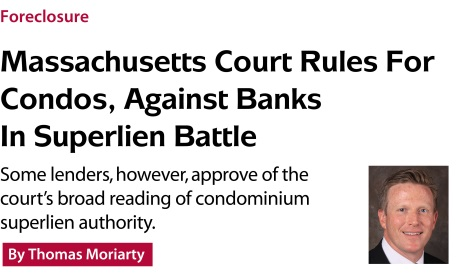 Foreclosure
Massachusetts Court Rules For
Condos, Against Banks
In Superlien Battle
Some lenders, however, approve of the
court's broad reading of condominium
superlien authority.
By Thomas Moriarty